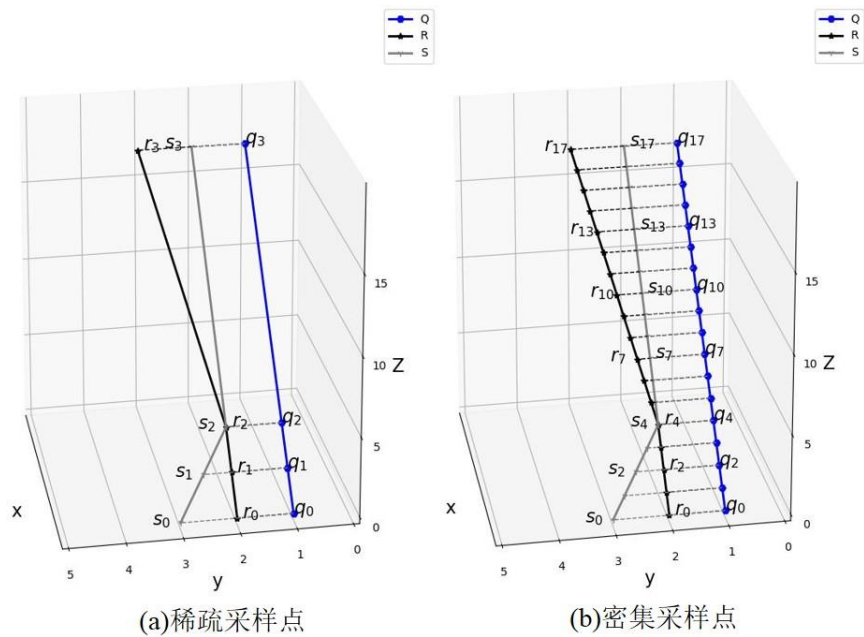 Q
R
S
Q
R
S
r3 s3 q3
s2 r2 q2
s1 r1 q1
s0 r0 q0
15
10
5
0
Z
x
5 4 3 2 1 0
y
r17 s17 q17
r13 s13 q13
r10 s10 q10
r7 s7 q7
s4 r4 q4
s2 r2 q2
s0 r0 q0
15
10
5
0
Z
x
5 4 3 2 1 0
y
(a)稀疏采样点
(b)密集采样点